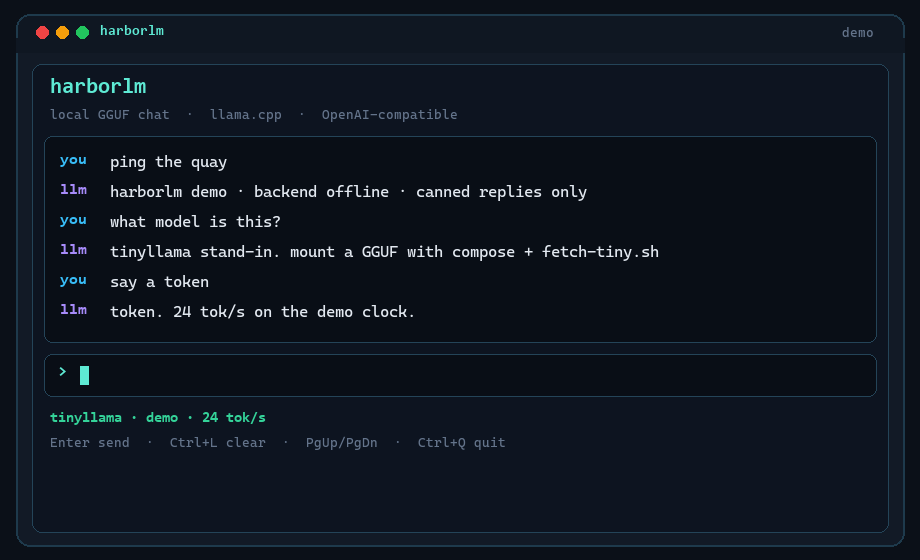 harborlm
demo
harborlm
local GGUF chat · llama.cpp · OpenAI-compatible
you ping the quay
llm harborlm demo · backend offline · canned replies only
you what model is this?
llm tinyllama stand-in. mount a GGUF with compose + fetch-tiny.sh
you say a token
llm token. 24 tok/s on the demo clock.
>
tinyllama · demo · 24 tok/s
Enter send · Ctrl+L clear · PgUp/PgDn · Ctrl+Q quit